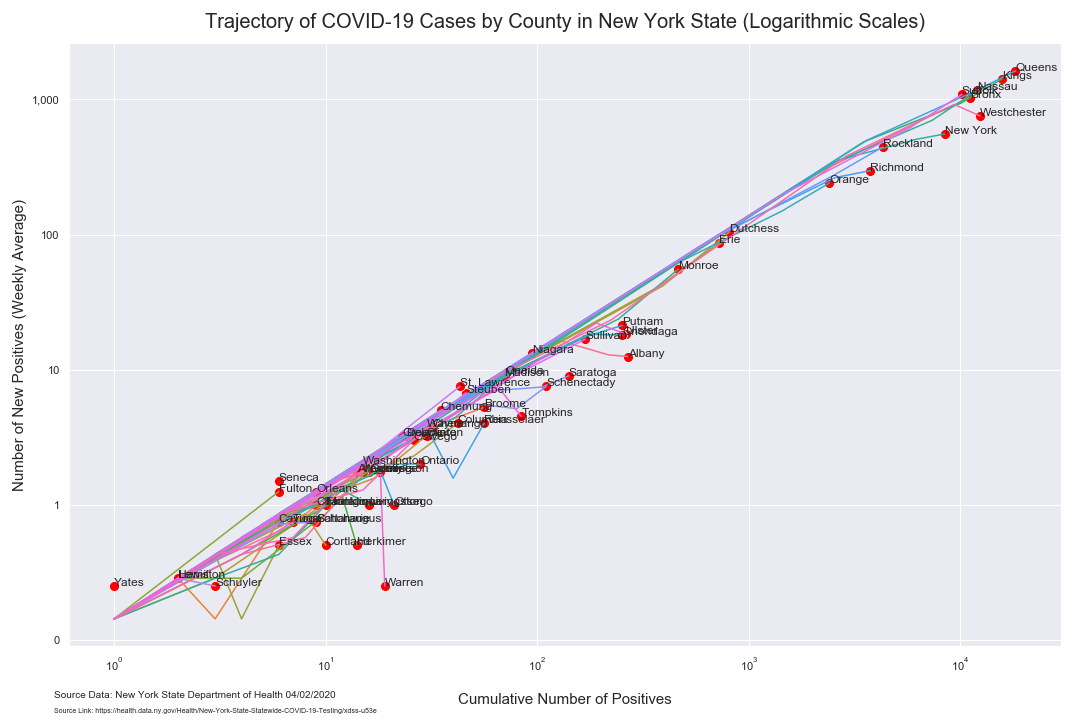 Trajectory of COVID-19 Cases by County in New York State (Logarithmic Scales)
Queens
Kings
Nassau
Suffolk
Bronx
1,000
Westchester
New York
Rockland
Richmond
Orange
100
Dutchess
Erie
Monroe
Putnam
Ulster
Onondaga
Sullivan
Niagara
Albany
10
Oneida
Madison
Saratoga
St. Lawrence
Schenectady
Steuben
Broome
Chemung
Tompkins
Columbia
Rensselaer
Clinton
Oswego
Washington
Ontario
Seneca
Fulton
Orleans
1
Livingston
Otsego
Cayuga
Tioga
Cattaraugus
Essex
Cortland
Herkimer
Yates
Lewis
Hamilton
Schuyler
Warren
0
10⁰
10¹
10²
10³
10⁴
Number of New Positives (Weekly Average)
Cumulative Number of Positives
Source Data: New York State Department of Health 04/02/2020
Source Link: https://health.data.ny.gov/Health/New-York-State-Statewide-COVID-19-Testing/xdss-u53e